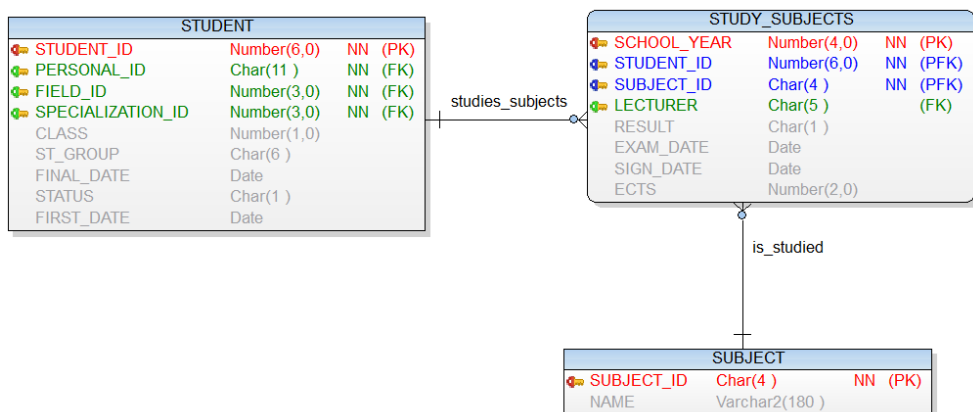 STUDENT
STUDENT_ID Number(6,0) NN (PK)
PERSONAL_ID Char(11 ) NN (FK)
FIELD_ID Number(3,0) NN (FK)
SPECIALIZATION_ID Number(3,0) NN (FK)
CLASS Number(1,0)
ST_GROUP Char(6 )
FINAL_DATE Date
STATUS Char(1 )
FIRST_DATE Date
studies_subjects
STUDY_SUBJECTS
SCHOOL_YEAR Number(4,0) NN (PK)
STUDENT_ID Number(6,0) NN (PFK)
SUBJECT_ID Char(4 ) NN (PFK)
LECTURER Char(5 ) (FK)
RESULT Char(1 )
EXAM_DATE Date
SIGN_DATE Date
ECTS Number(2,0)
is_studied
SUBJECT
SUBJECT_ID Char(4 ) NN (PK)
NAME Varchar2(180 )